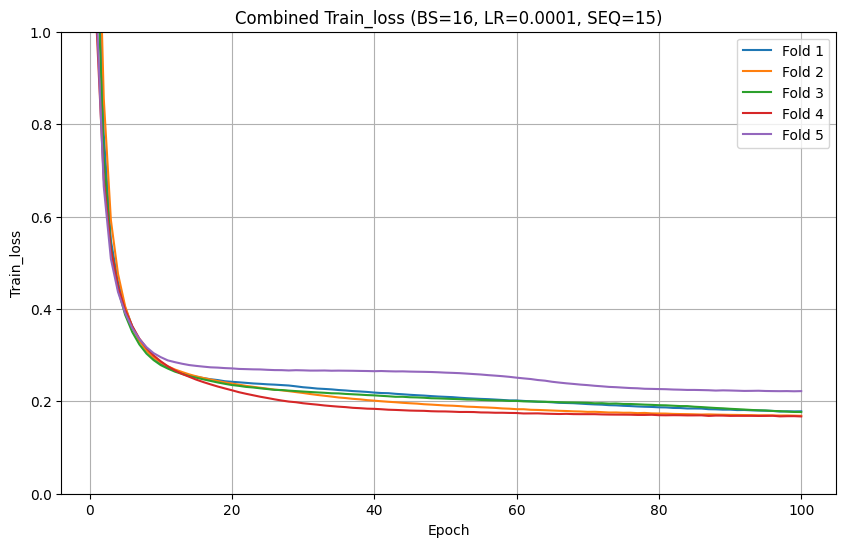 Combined Train_loss (BS=16, LR=0.0001, SEQ=15)
Fold 1
Fold 2
Fold 3
Fold 4
Fold 5
Train_loss
1.0
0.8
0.6
0.4
0.2
0.0
0 20 40 60 80 100
Epoch